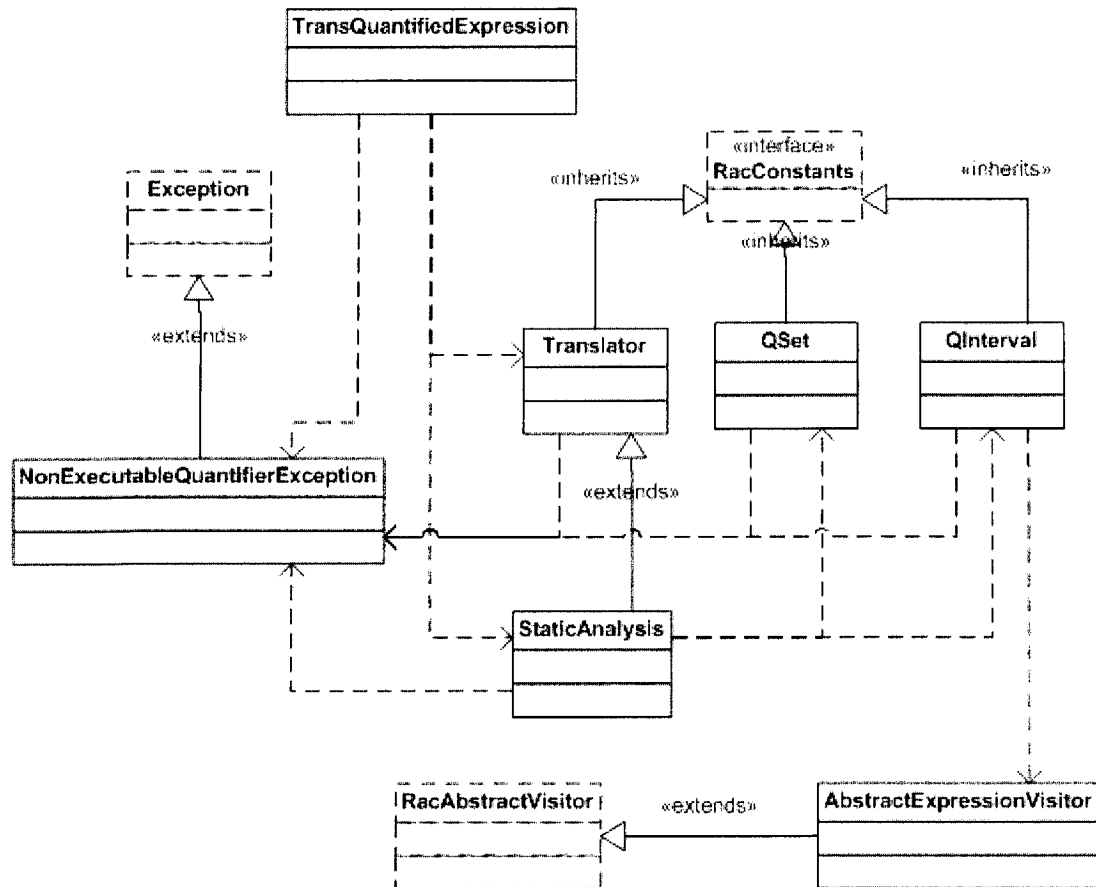 TransQuantifiedExpression
«interface»
RacConstants
«inherits»
«inherits»
«inherits»
Exception
«extends»
Translator
QSet
QInterval
NonExecutableQuantifierException
«extends»
StaticAnalysis
RacAbstractVisitor
«extends»
AbstractExpressionVisitor